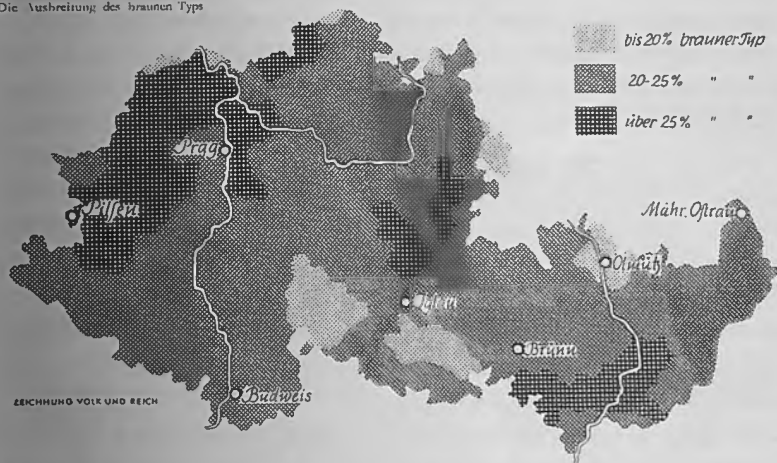 Die Ausbreitung des braunen Typs
bis 20% brauner Typ
20-25% " "
über 25% " "
Prag
Pilsen
Mähr. Ostrau
Olmütz
Iglau
Brünn
Budweis
ZEICHNUNG VOLK UND REICH